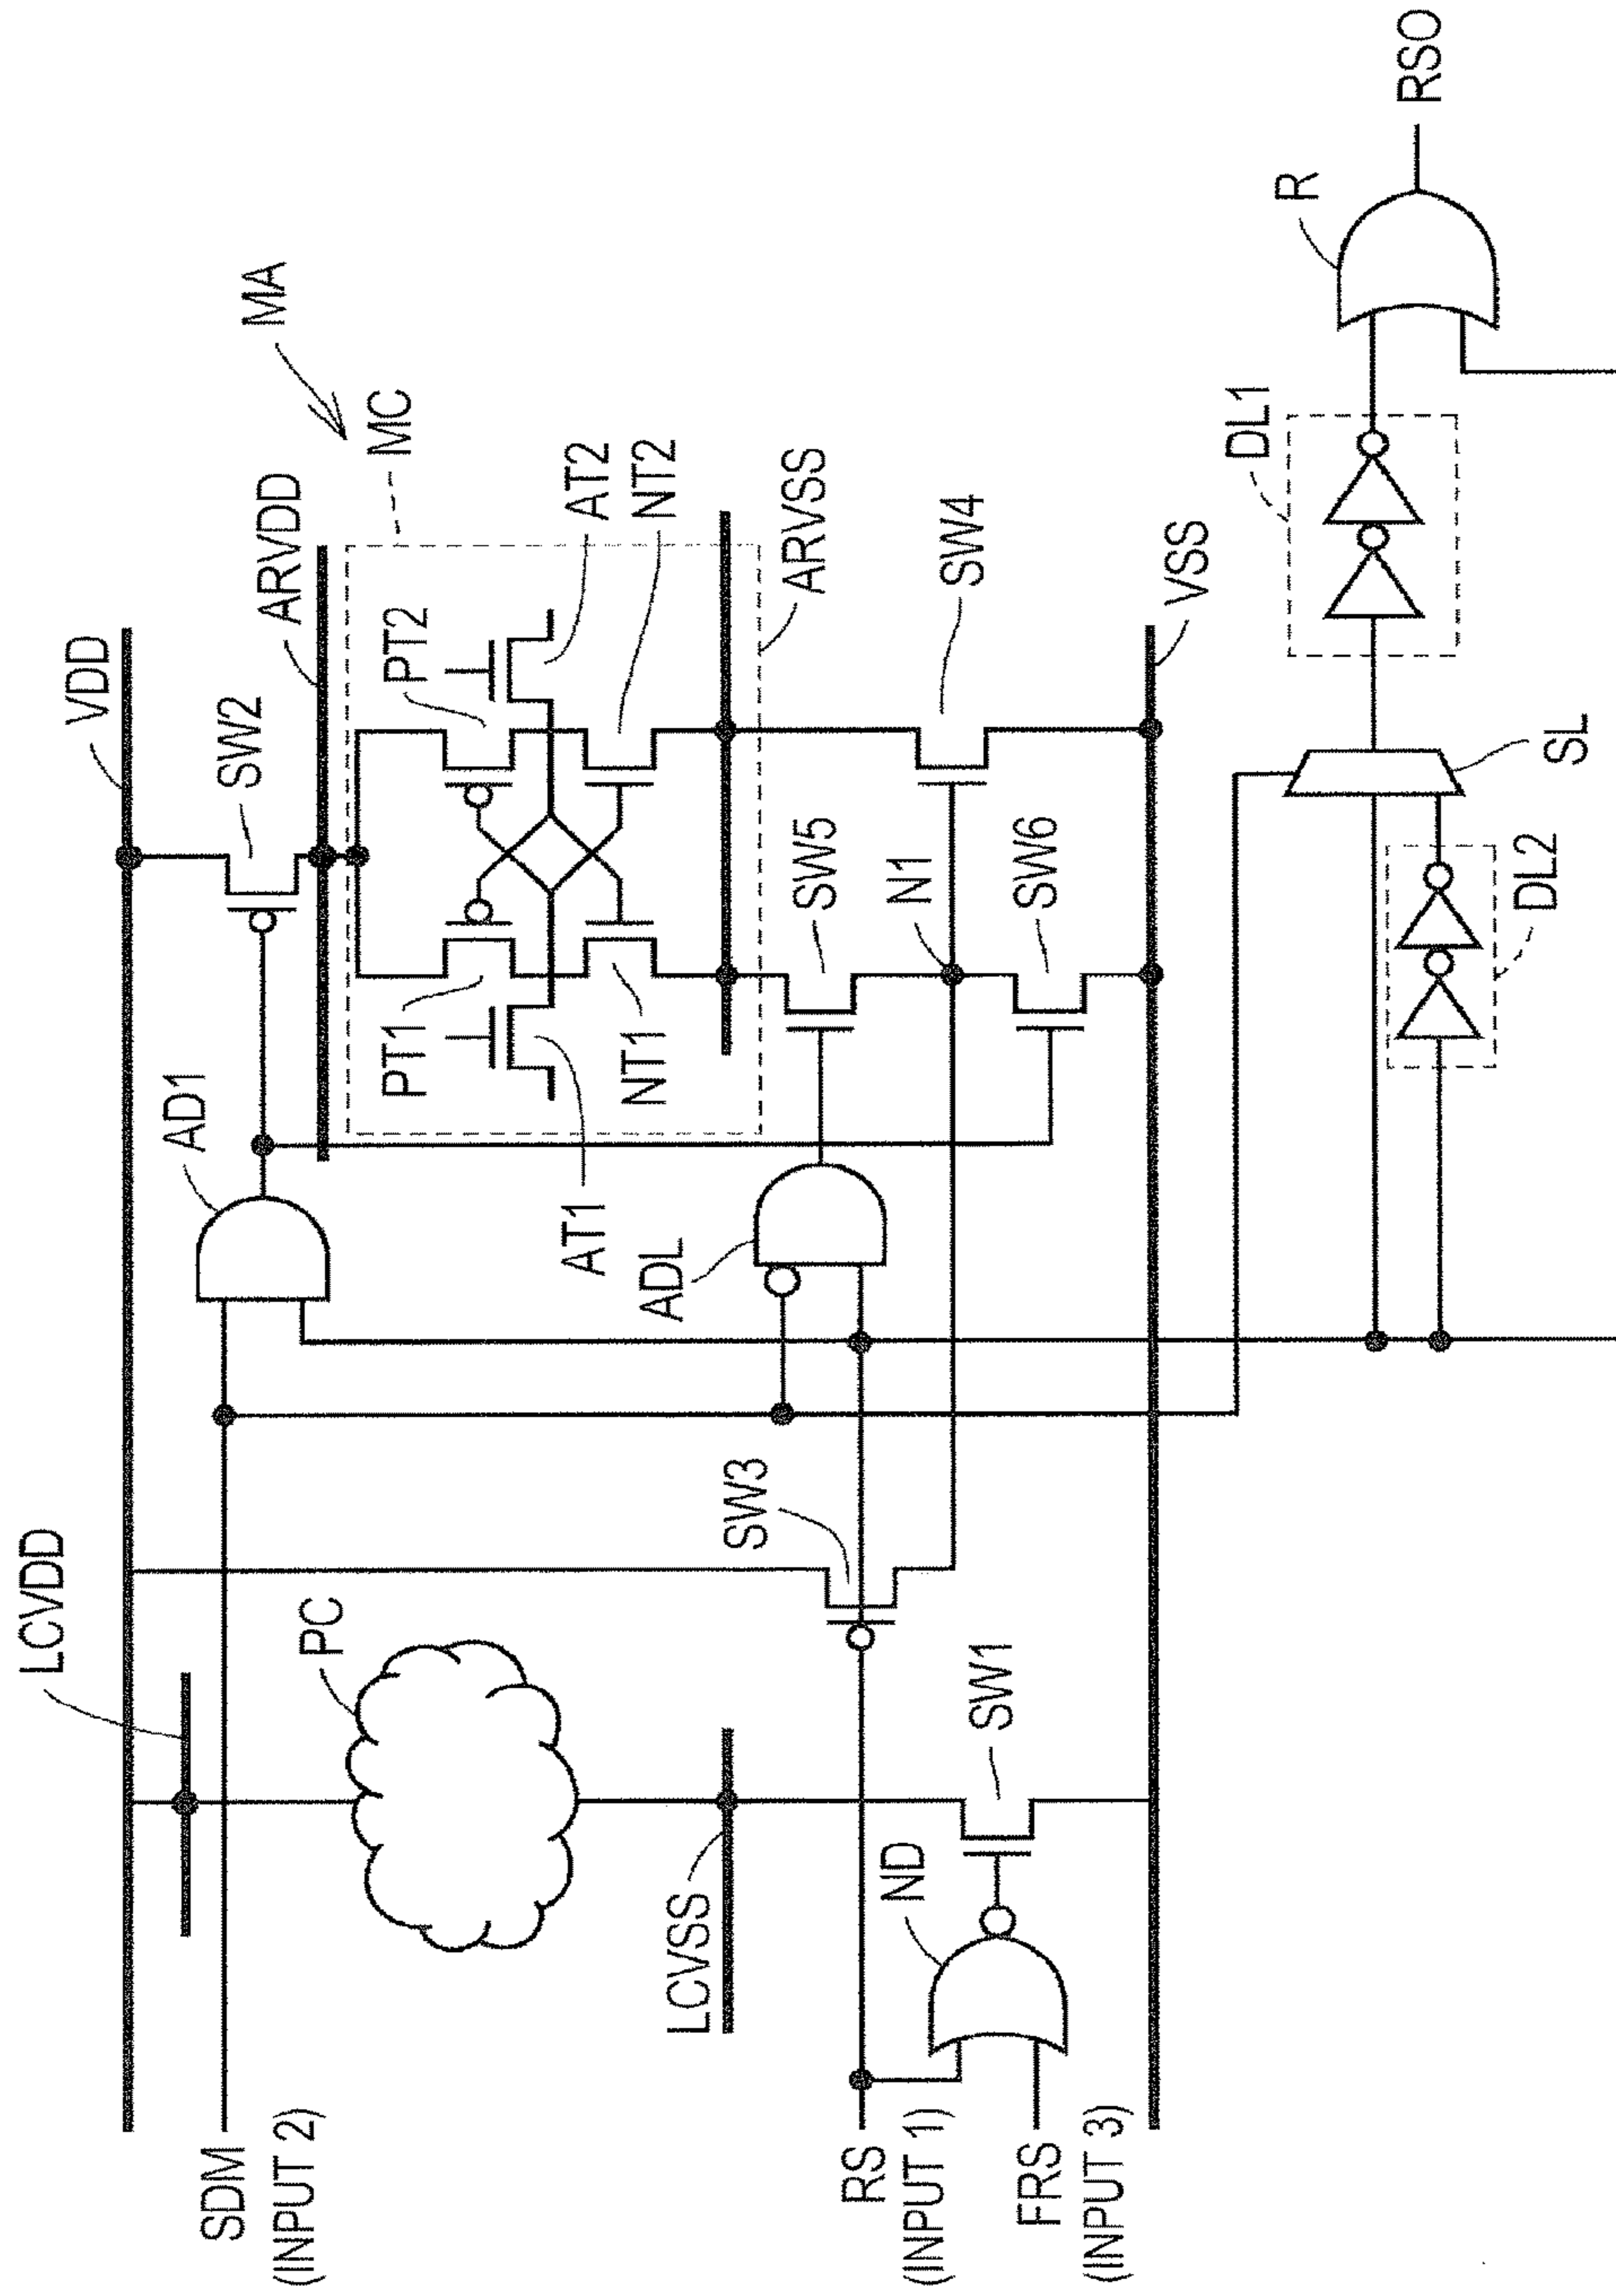 LCVDD
VDD
SDM
(INPUT 2)
PC
AD1
SW2
ARVDD
MA
MC
PT1
PT2
AT1
AT2
NT1
NT2
ARVSS
LCVSS
SW3
ADL
SW5
SW4
N1
SW6
VSS
RS
(INPUT 1)
ND
SW1
FRS
(INPUT 3)
DL1
R
RSO
SL
DL2